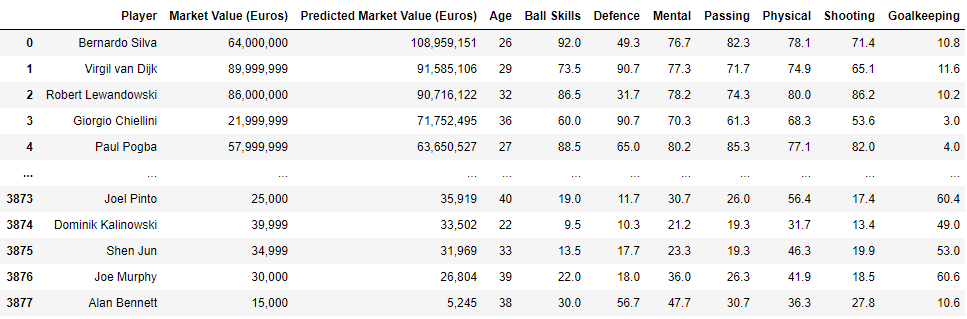 Player Market Value (Euros) Predicted Market Value (Euros) Age Ball Skills Defence Mental Passing Physical Shooting Goalkeeping
0 Bernardo Silva 64,000,000 108,959,151 26 92.0 49.3 76.7 82.3 78.1 71.4 10.8
1 Virgil van Dijk 89,999,999 91,585,106 29 73.5 90.7 77.3 71.7 74.9 65.1 11.6
2 Robert Lewandowski 86,000,000 90,716,122 32 86.5 31.7 78.2 74.3 80.0 86.2 10.2
3 Giorgio Chiellini 21,999,999 71,752,495 36 60.0 90.7 70.3 61.3 68.3 53.6 3.0
4 Paul Pogba 57,999,999 63,650,527 27 88.5 65.0 80.2 85.3 77.1 82.0 4.0
... ... ... ... ... ... ... ... ... ... ... ...
3873 Joel Pinto 25,000 35,919 40 19.0 11.7 30.7 26.0 56.4 17.4 60.4
3874 Dominik Kalinowski 39,999 33,502 22 9.5 10.3 21.2 19.3 31.7 13.4 49.0
3875 Shen Jun 34,999 31,969 33 13.5 17.7 23.3 19.3 46.3 19.9 53.0
3876 Joe Murphy 30,000 26,804 39 22.0 18.0 36.0 26.3 41.9 18.5 60.6
3877 Alan Bennett 15,000 5,245 38 30.0 56.7 47.7 30.7 36.3 27.8 10.6